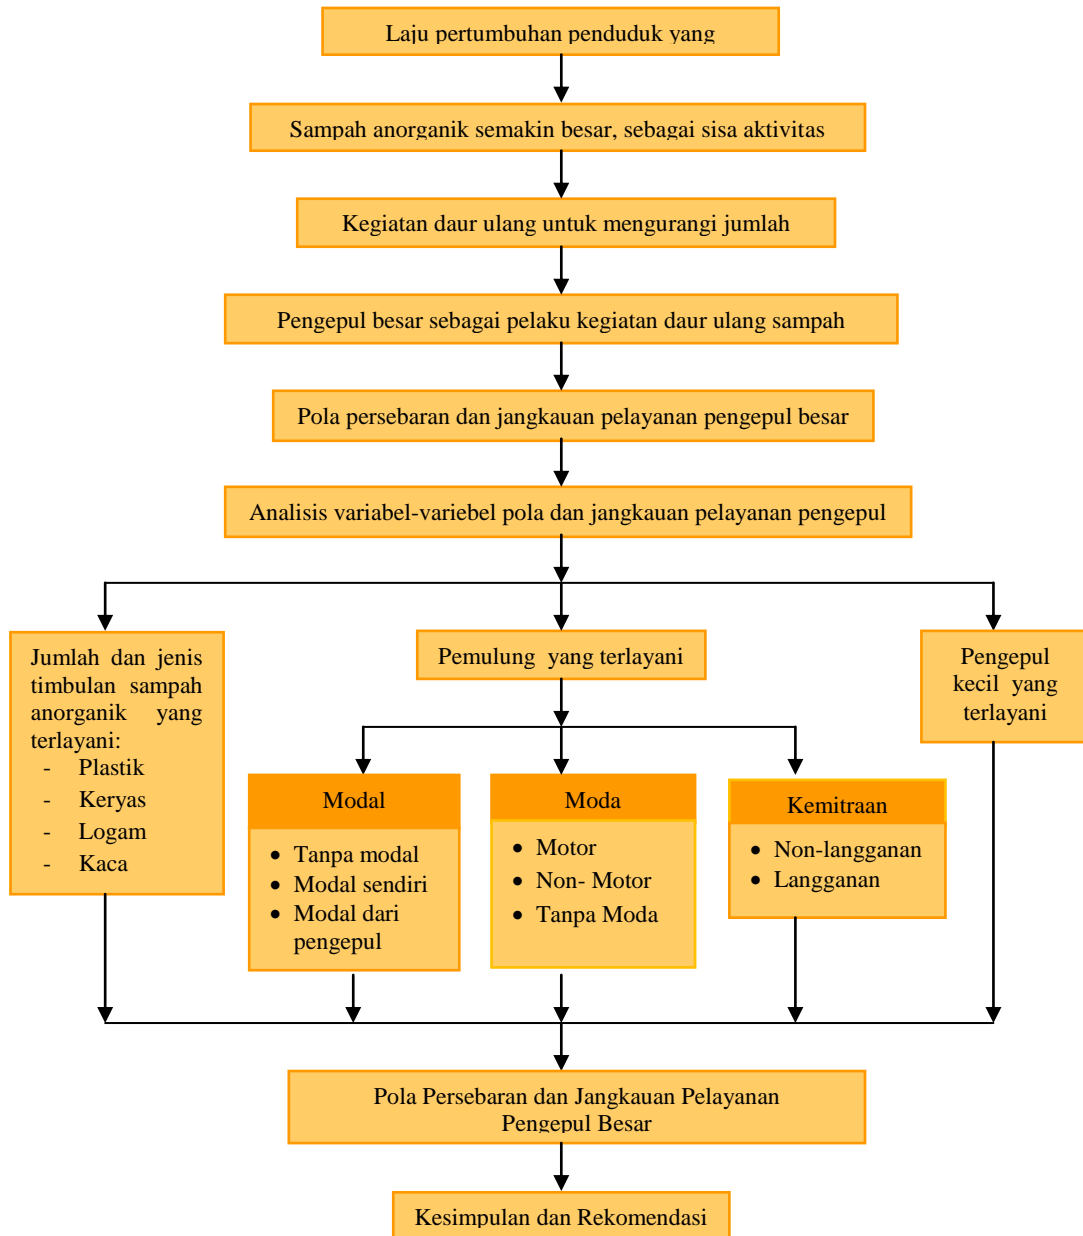 Laju pertumbuhan penduduk yang
Sampah anorganik semakin besar, sebagai sisa aktivitas
Kegiatan daur ulang untuk mengurangi jumlah
Pengepul besar sebagai pelaku kegiatan daur ulang sampah
Pola persebaran dan jangkauan pelayanan pengepul besar
Analisis variabel-variebel pola dan jangkauan pelayanan pengepul
Jumlah dan jenis
timbulan sampah
anorganik yang
terlayani:
- Plastik
- Keryas
- Logam
- Kaca
Pemulung yang terlayani
Modal
• Tanpa modal
• Modal sendiri
• Modal dari
pengepul
Moda
• Motor
• Non- Motor
• Tanpa Moda
Kemitraan
• Non-langganan
• Langganan
Pengepul
kecil yang
terlayani
Pola Persebaran dan Jangkauan Pelayanan
Pengepul Besar
Kesimpulan dan Rekomendasi